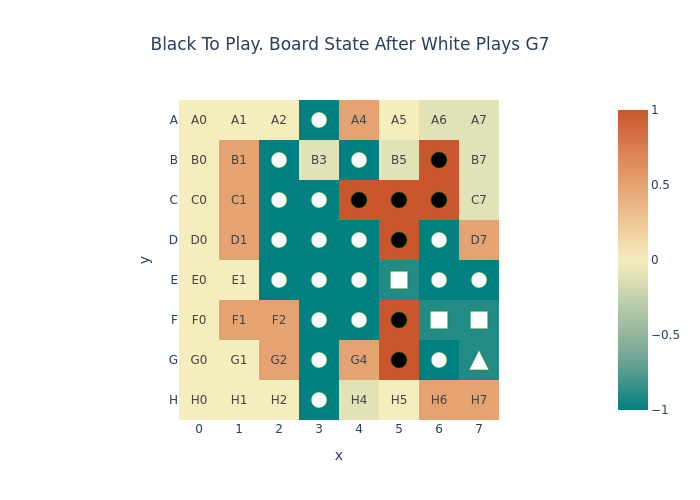 Black To Play. Board State After White Plays G7
A A0 A1 A2 A4 A5 A6 A7
B B0 B1 B3 B5 B7
C C0 C1 C7
D D0 D1 D7
E E0 E1
F F0 F1 F2
G G0 G1 G2 G4
H H0 H1 H2 H4 H5 H6 H7
0 1 2 3 4 5 6 7
x
y
1
0.5
0
−0.5
−1